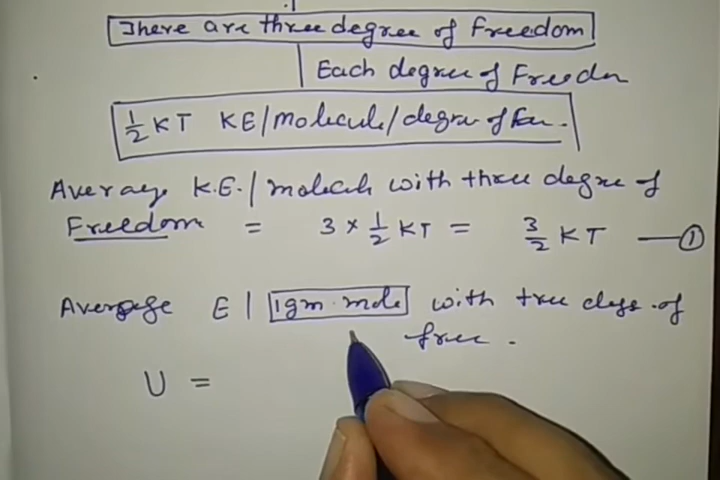 There are three degree of Freedom
Each degree of Freedom
1/2 KT KE/molecule/degree of free.
Average K.E./molecule with three degree of
Freedom = 3 × 1/2 KT = 3/2 KT — ①
Average E | 1gm.mole with tree degs.of
free.
U =